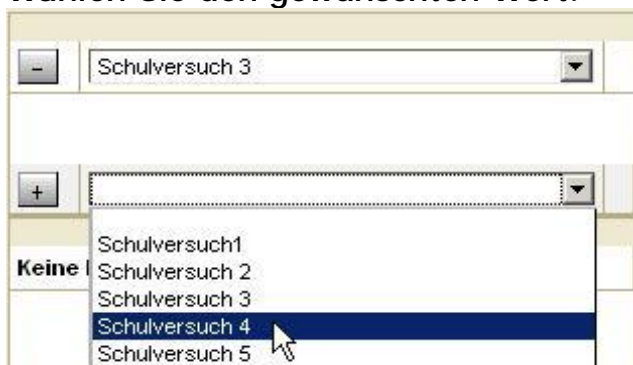 Wählen Sie den gewünschten Wert.
- Schulversuch 3
+
Schulversuch1
Keine
Schulversuch 2
Schulversuch 3
Schulversuch 4
Schulversuch 5